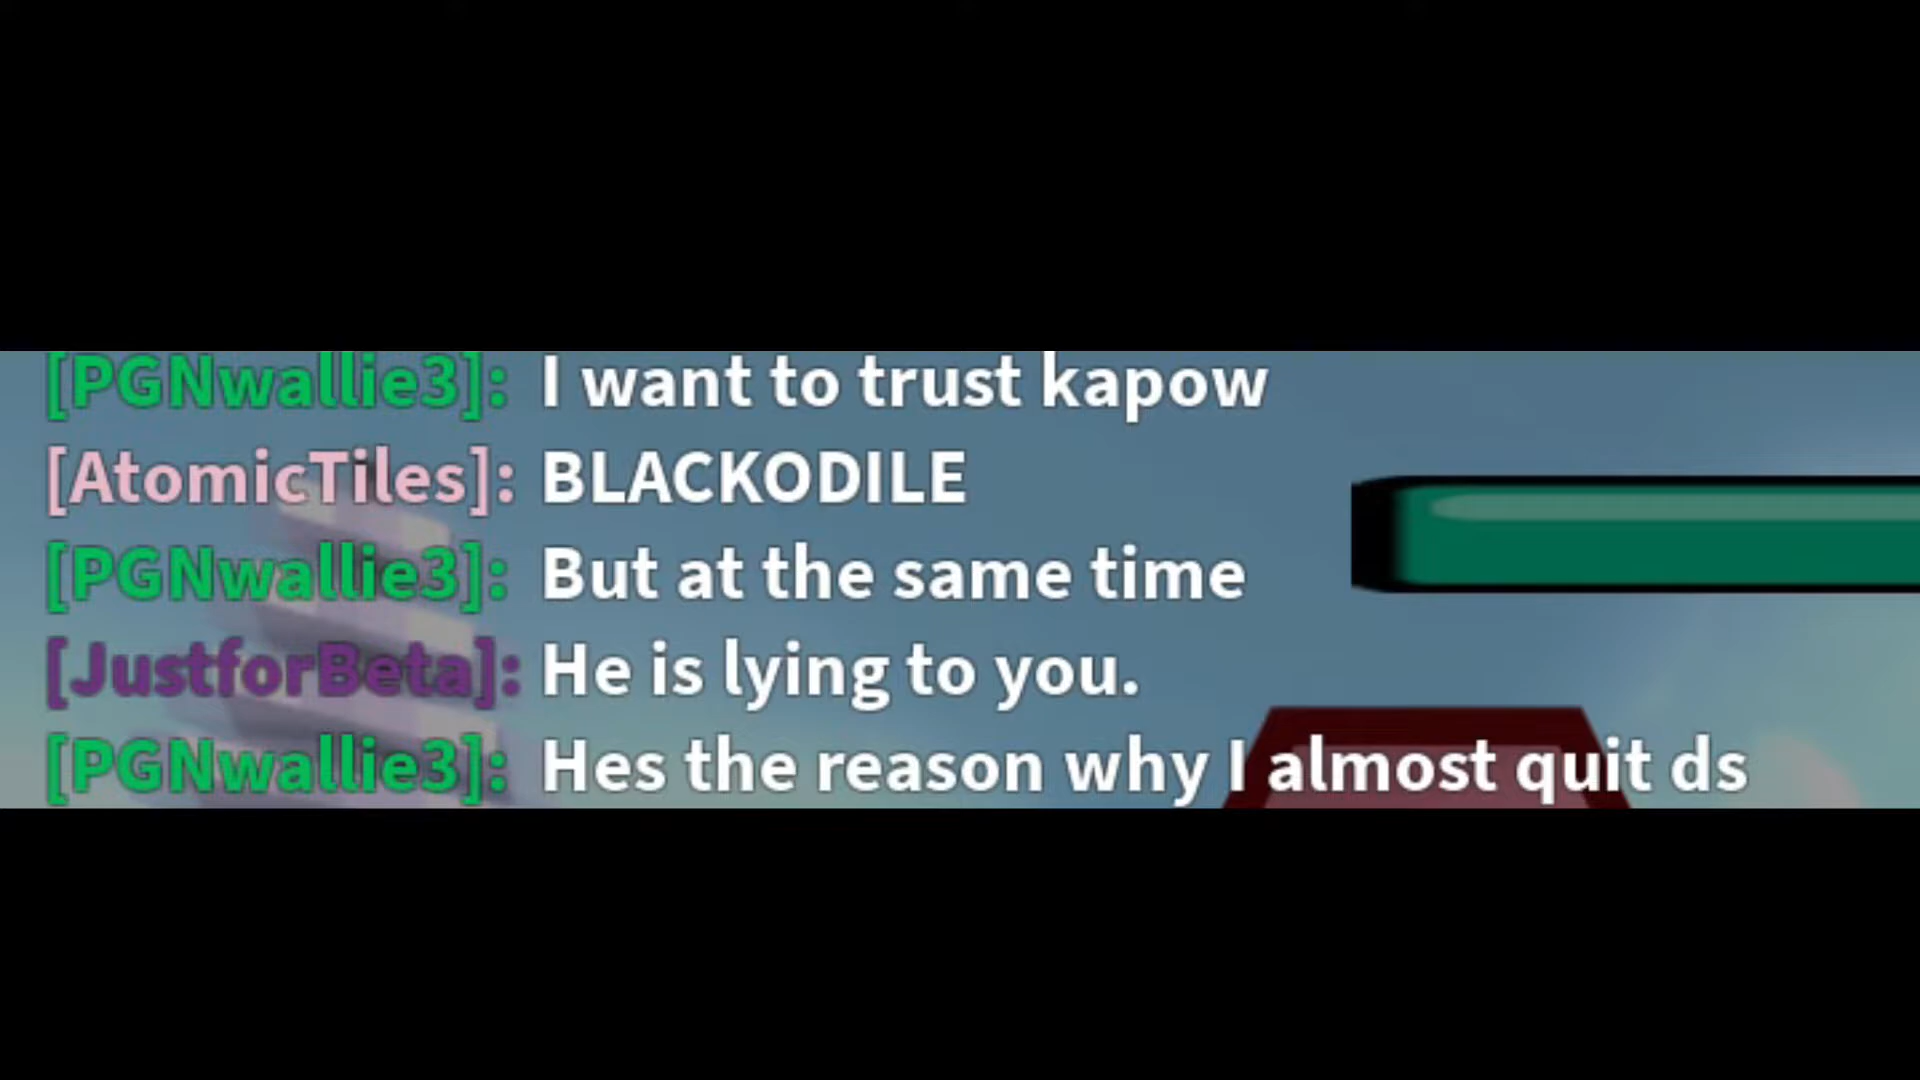 [PGNwallie3]: I want to trust kapow
[AtomicTiles]: BLACKODILE
[PGNwallie3]: But at the same time
[JustforBeta]: He is lying to you.
[PGNwallie3]: Hes the reason why I almost quit ds